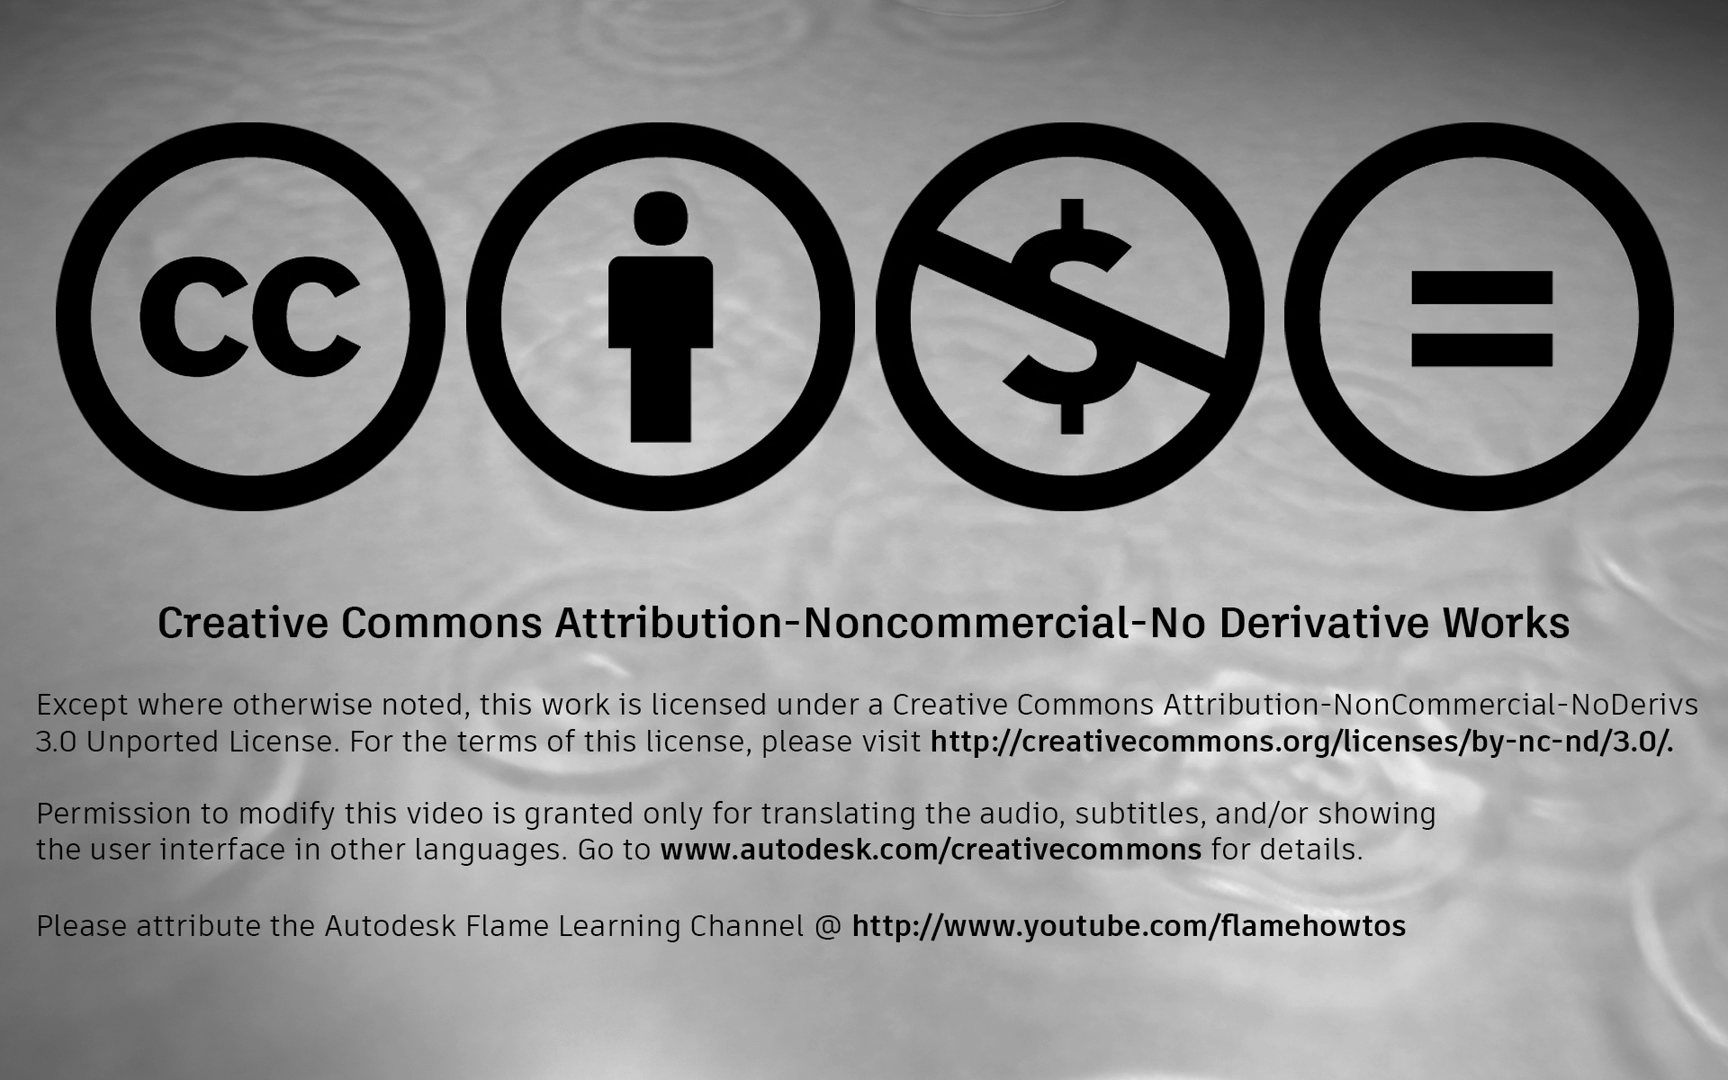 cc
$
=
Creative Commons Attribution-Noncommercial-No Derivative Works
Except where otherwise noted, this work is licensed under a Creative Commons Attribution-NonCommercial-NoDerivs
3.0 Unported License. For the terms of this license, please visit http://creativecommons.org/licenses/by-nc-nd/3.0/.
Permission to modify this video is granted only for translating the audio, subtitles, and/or showing
the user interface in other languages. Go to www.autodesk.com/creativecommons for details.
Please attribute the Autodesk Flame Learning Channel @ http://www.youtube.com/flamehowtos